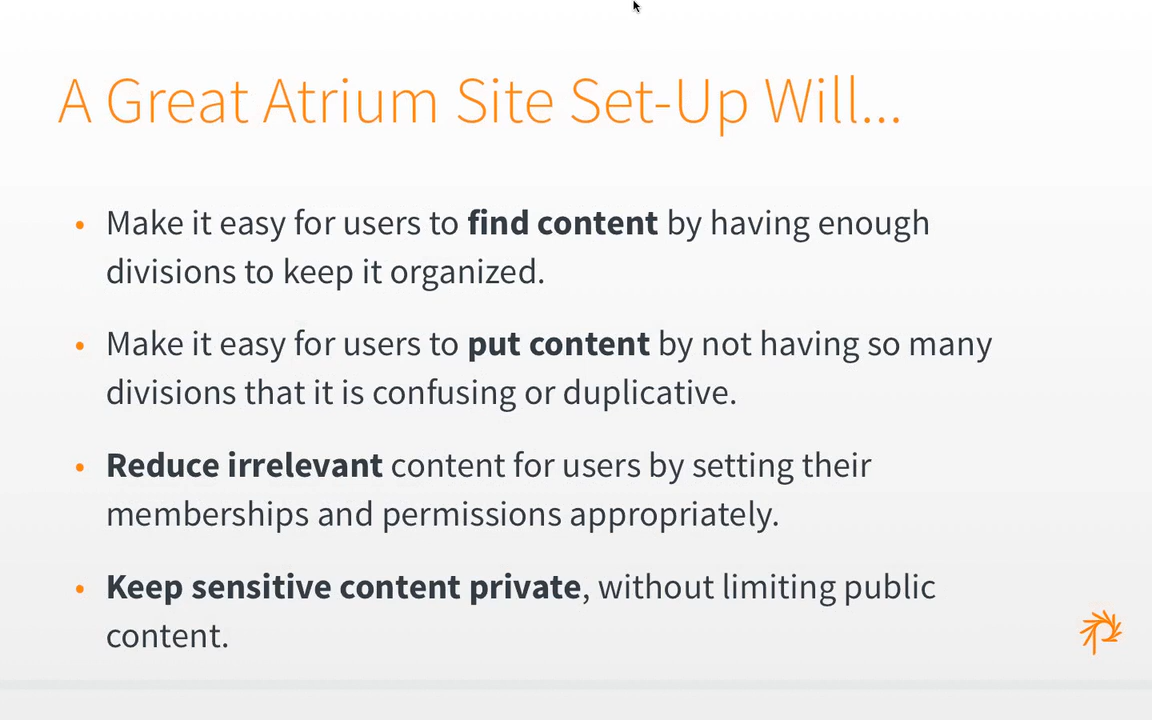 A Great Atrium Site Set-Up Will...
• Make it easy for users to find content by having enough
divisions to keep it organized.
• Make it easy for users to put content by not having so many
divisions that it is confusing or duplicative.
• Reduce irrelevant content for users by setting their
memberships and permissions appropriately.
• Keep sensitive content private, without limiting public
content.